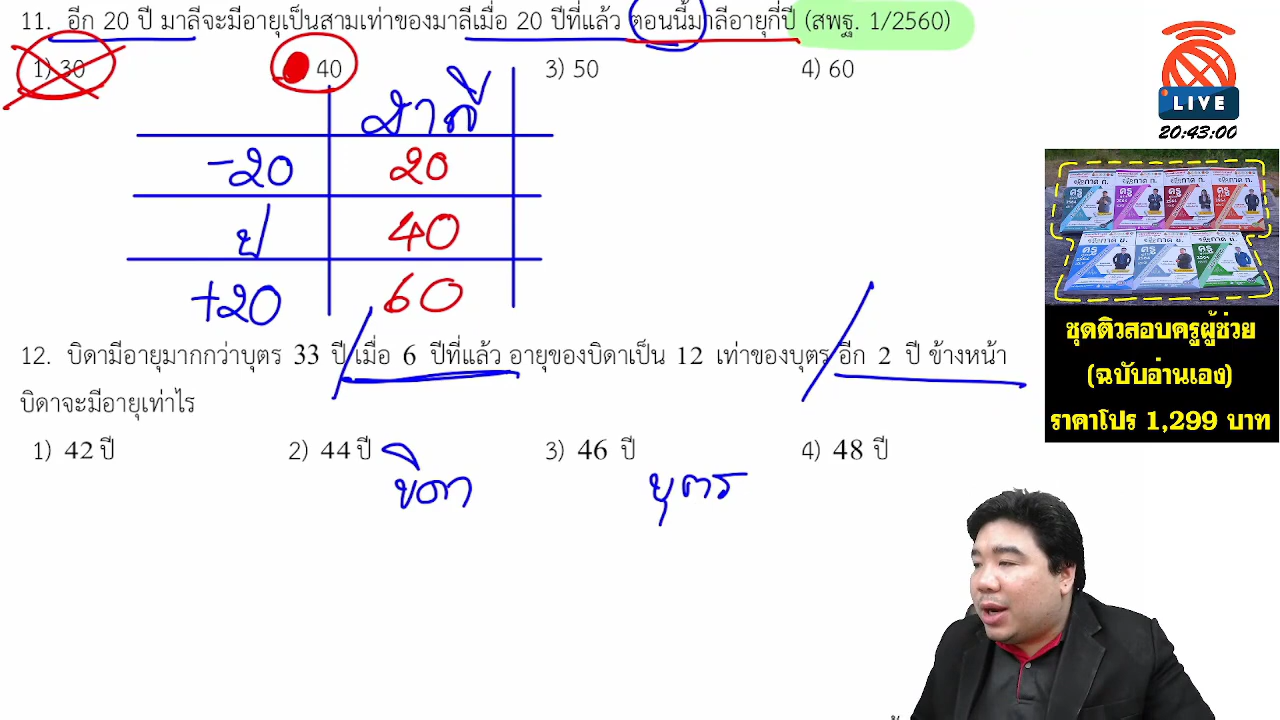 11. อีก 20 ปี มาลีจะมีอายุเป็นสามเท่าของมาลีเมื่อ 20 ปีที่แล้ว ตอนนี้มาลีอายุกี่ปี (สพฐ. 1/2560)
1) 30 40 3) 50 4) 60
มาลี
-20 20
ป 40
+20 60
12. บิดามีอายุมากกว่าบุตร 33 ปี เมื่อ 6 ปีที่แล้ว อายุของบิดาเป็น 12 เท่าของบุตร อีก 2 ปี ข้างหน้า
บิดาจะมีอายุเท่าไร
1) 42 ปี 2) 44 ปี 3) 46 ปี 4) 48 ปี
บิดา บุตร
LIVE
20:43:00
ชุดติวสอบครูผู้ช่วย
(ฉบับอ่านเอง)
ราคาโปร 1,299 บาท